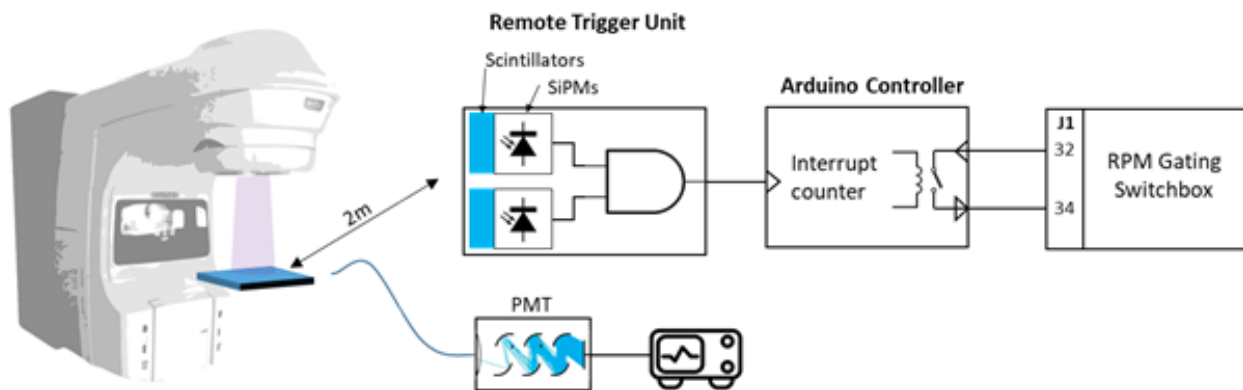 Remote Trigger Unit
Scintillators
SiPMs
Arduino Controller
2m
Interrupt
counter
J1
32
34
RPM Gating
Switchbox
PMT